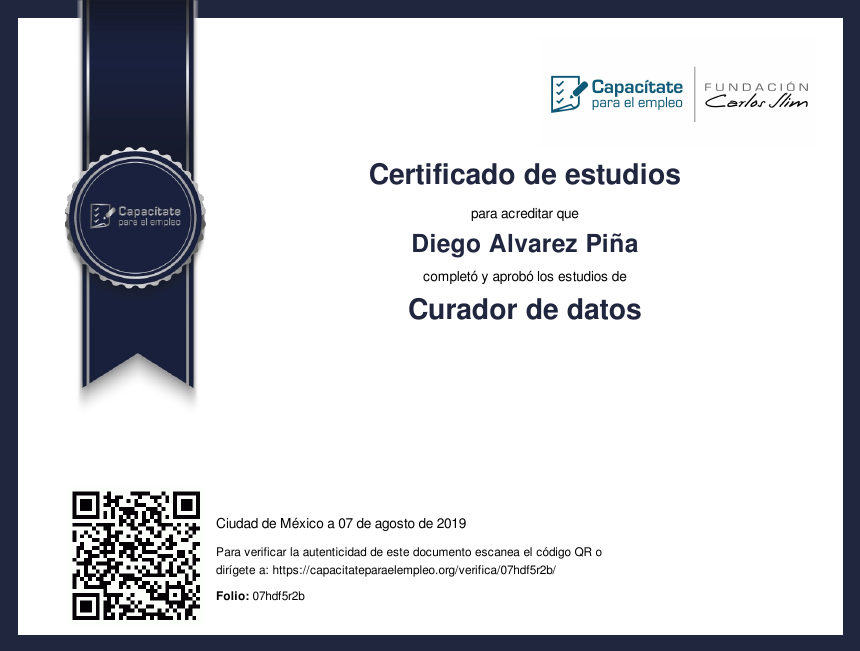 Capacítate
para el empleo
FUNDACIÓN
Carlos Slim
Certificado de estudios
para acreditar que
Diego Alvarez Piña
completó y aprobó los estudios de
Curador de datos
Capacítate
para el empleo
Ciudad de México a 07 de agosto de 2019
Para verificar la autenticidad de este documento escanea el código QR o
dirígete a: https://capacitateparaelempleo.org/verifica/07hdf5r2b/
Folio: 07hdf5r2b